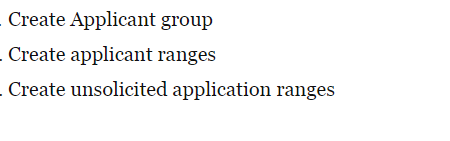 . Create Applicant group
. Create applicant ranges
. Create unsolicited application ranges